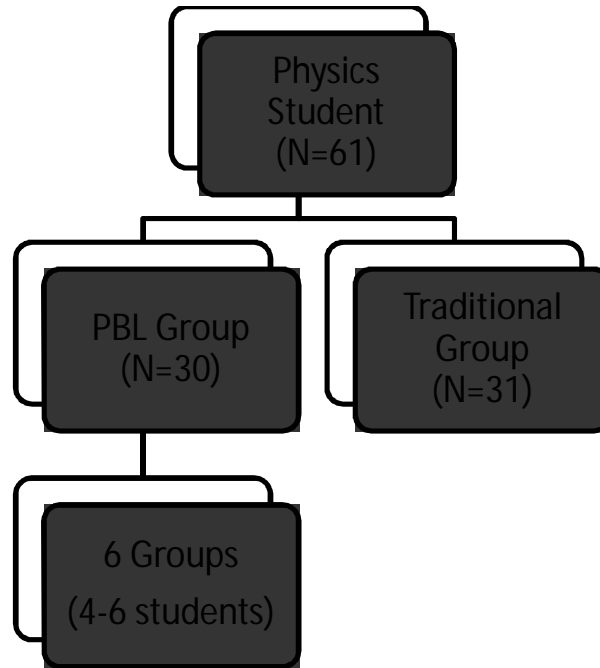 Physics
Student
(N=61)
PBL Group
(N=30)
Traditional
Group
(N=31)
6 Groups
(4-6 students)